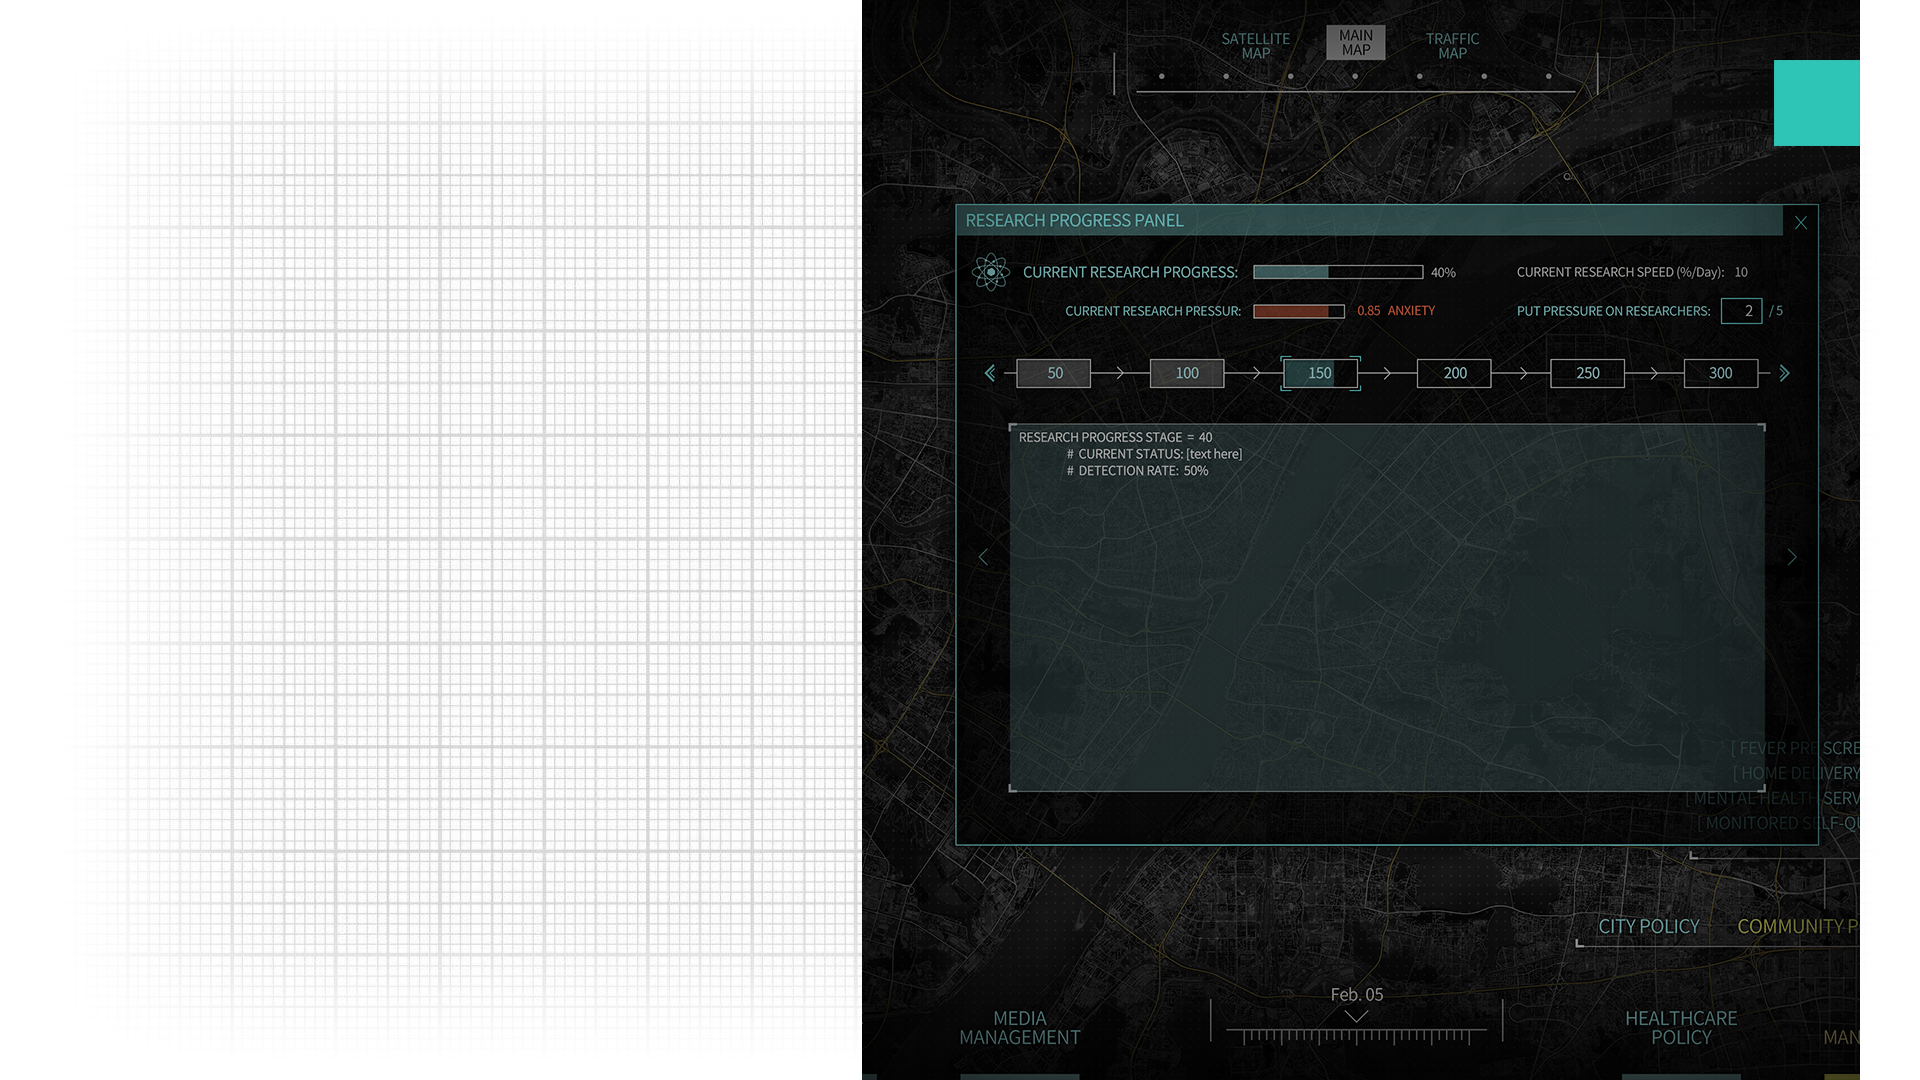 SATELLITE
MAP
MAIN
MAP
TRAFFIC
MAP
RESEARCH PROGRESS PANEL
CURRENT RESEARCH PROGRESS: 40% CURRENT RESEARCH SPEED (%/Day): 10
CURRENT RESEARCH PRESSUR: 0.85 ANXIETY PUT PRESSURE ON RESEARCHERS: 2 / 5
50 100 150 200 250 300
RESEARCH PROGRESS STAGE = 40
# CURRENT STATUS: [text here]
# DETECTION RATE: 50%
[ FEVER PRE SCRE
[ HOME DELIVERY
[ MENTAL HEALTH SERV
[ MONITORED SELF-QU
CITY POLICY COMMUNITY P
Feb. 05
MEDIA
MANAGEMENT
HEALTHCARE
POLICY
MAN